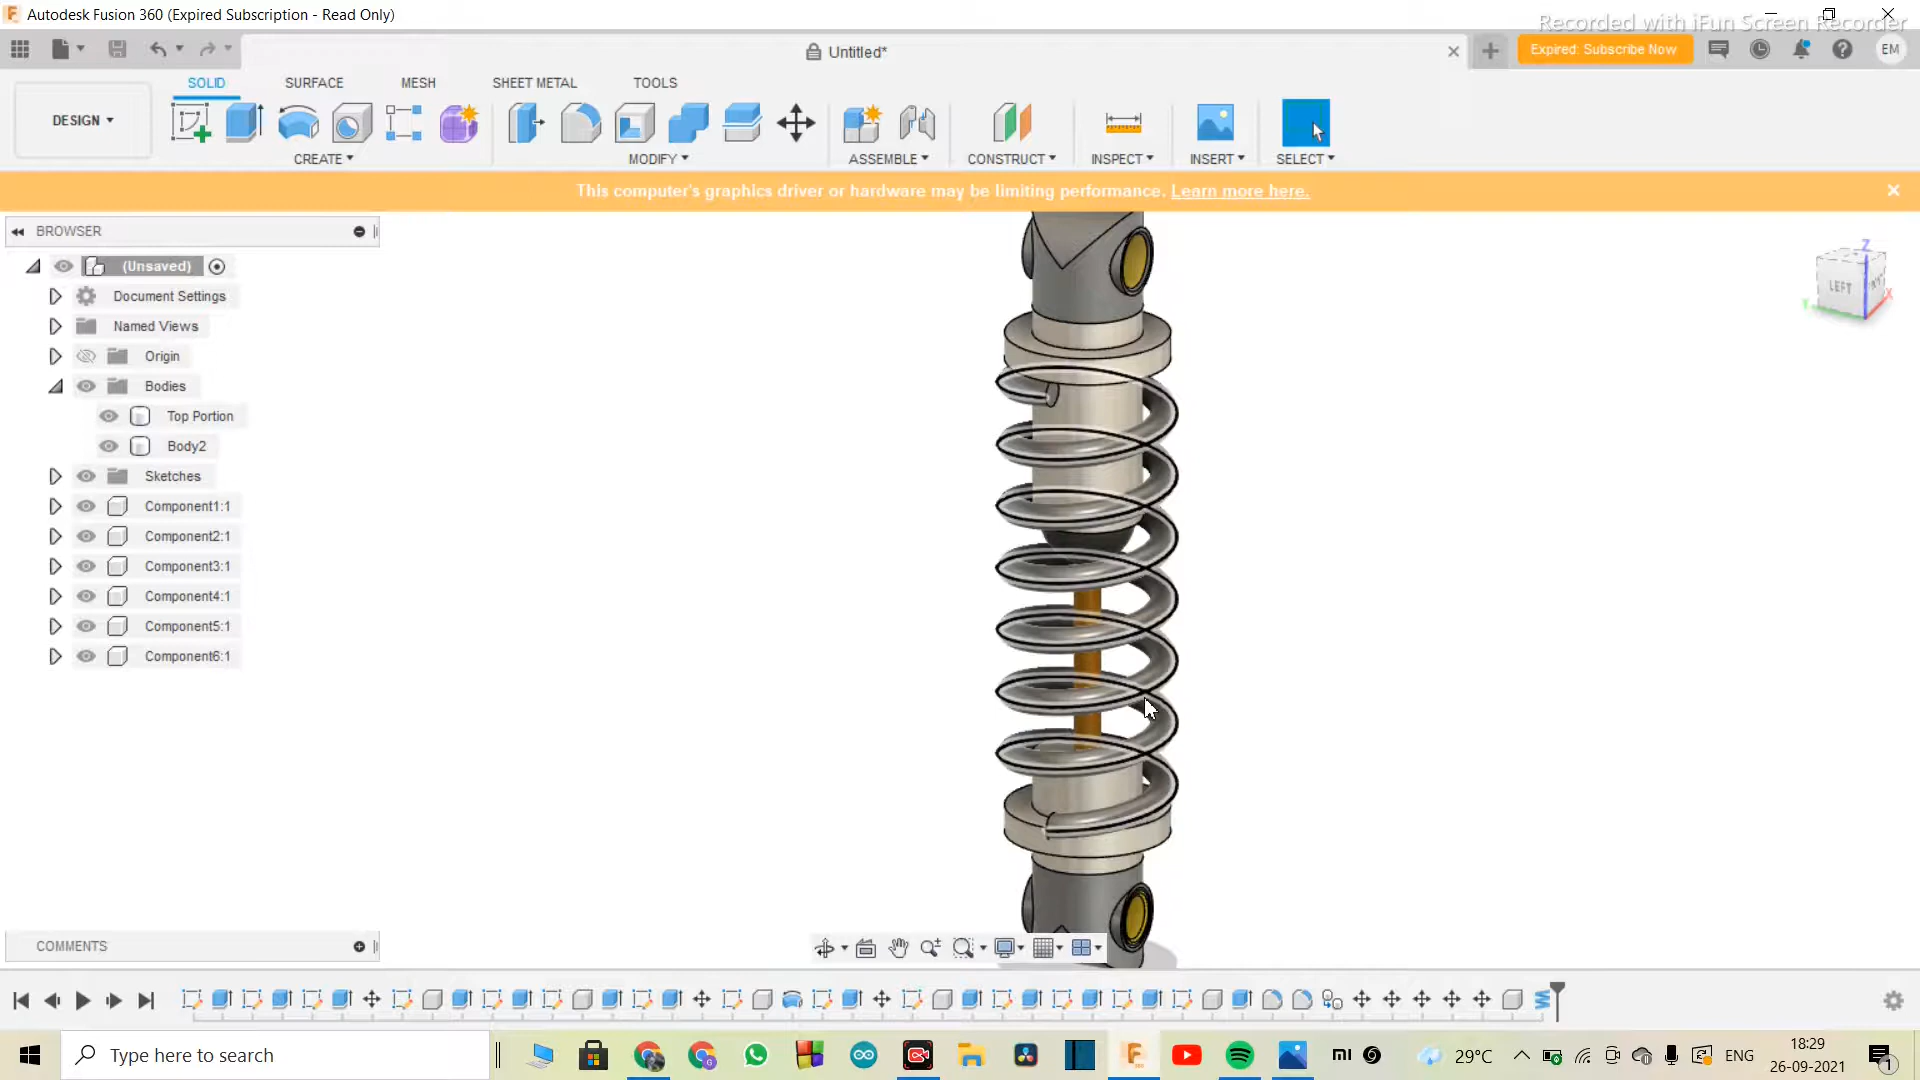 Autodesk Fusion 360 (Expired Subscription - Read Only)
Recorded with iFun Screen Recorder
Untitled*
Expired: Subscribe Now
EM
SOLID
SURFACE
MESH
SHEET METAL
TOOLS
DESIGN
CREATE
MODIFY
ASSEMBLE
CONSTRUCT
INSPECT
INSERT
SELECT
This computer's graphics driver or hardware may be limiting performance. Learn more here.
BROWSER
(Unsaved)
Document Settings
Named Views
Origin
Bodies
Top Portion
Body2
Sketches
Component1:1
Component2:1
Component3:1
Component4:1
Component5:1
Component6:1
Z
LEFT
X
Y
COMMENTS
Type here to search
mi
29°C
ENG
18:29
26-09-2021
1